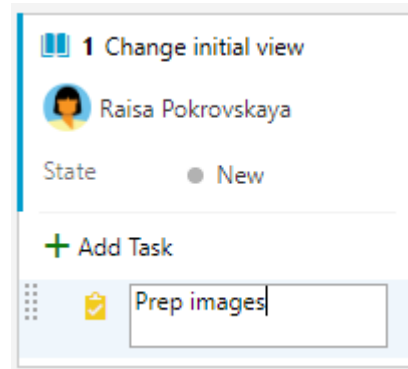 1 Change initial view
Raisa Pokrovskaya
State New
Add Task
Prep images